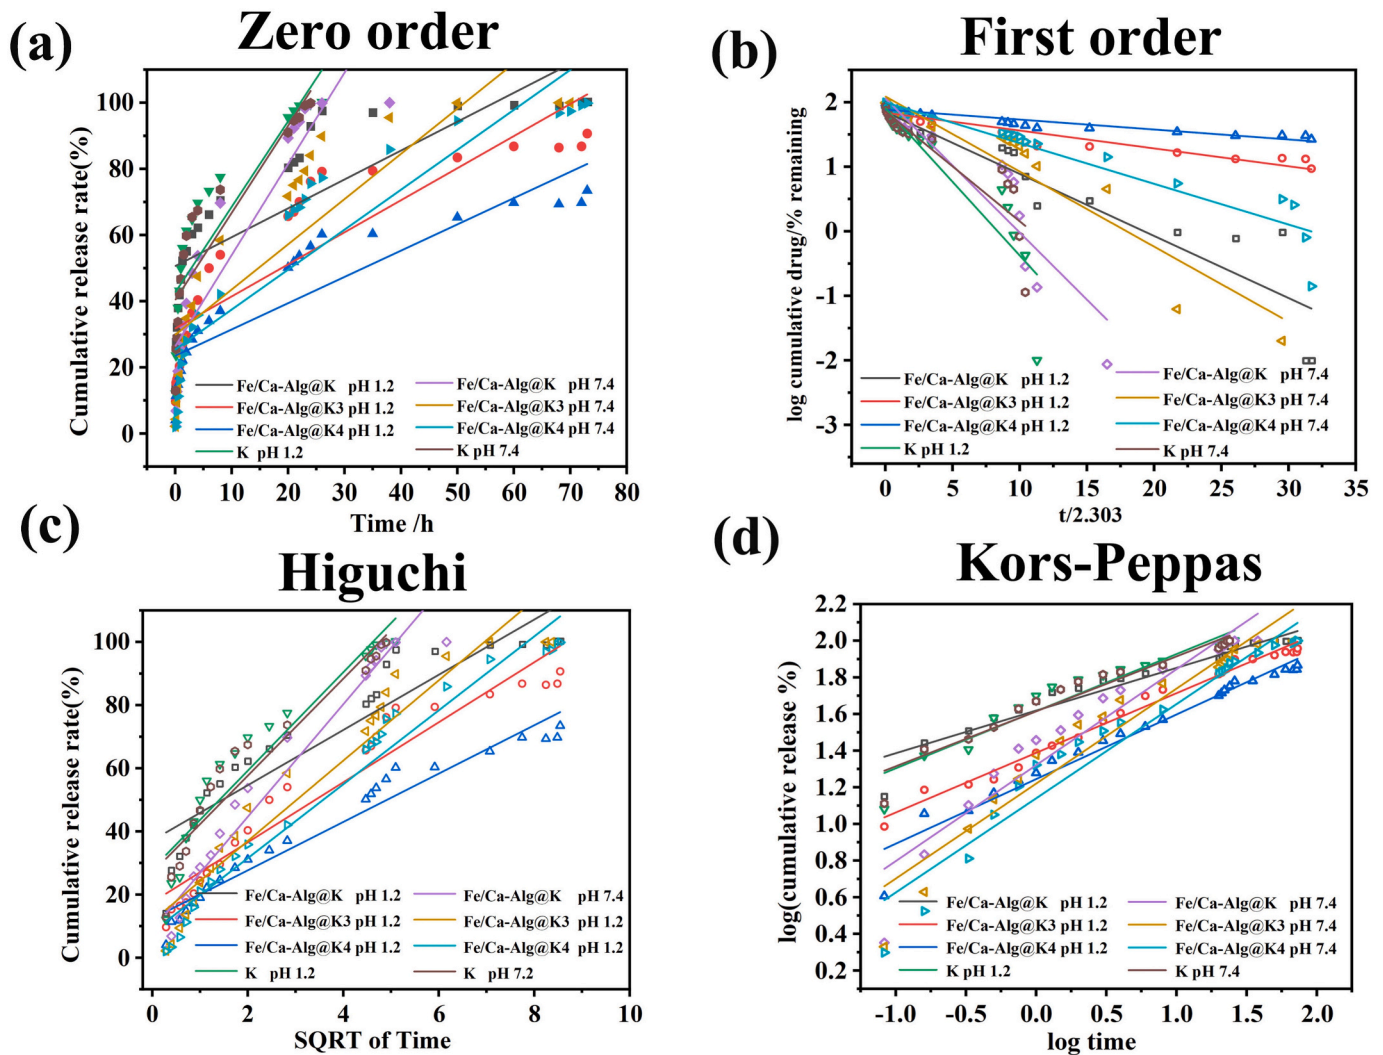 (a)
Zero order
Cumulative release rate(%)
100
80
60
40
20
0
Fe/Ca-Alg@K pH 1.2
Fe/Ca-Alg@K3 pH 1.2
Fe/Ca-Alg@K4 pH 1.2
K pH 1.2
Fe/Ca-Alg@K pH 7.4
Fe/Ca-Alg@K3 pH 7.4
Fe/Ca-Alg@K4 pH 7.4
K pH 7.4
0 10 20 30 40 50 60 70 80
Time /h
(b)
First order
log cumulative drug/% remaining
2
1
0
-1
-2
-3
Fe/Ca-Alg@K pH 1.2
Fe/Ca-Alg@K3 pH 1.2
Fe/Ca-Alg@K4 pH 1.2
K pH 1.2
Fe/Ca-Alg@K pH 7.4
Fe/Ca-Alg@K3 pH 7.4
Fe/Ca-Alg@K4 pH 7.4
K pH 7.4
0 5 10 15 20 25 30 35
t/2.303
(c)
Higuchi
Cumulative release rate(%)
100
80
60
40
20
0
Fe/Ca-Alg@K pH 1.2
Fe/Ca-Alg@K3 pH 1.2
Fe/Ca-Alg@K4 pH 1.2
K pH 1.2
Fe/Ca-Alg@K pH 7.4
Fe/Ca-Alg@K3 pH 1.2
Fe/Ca-Alg@K4 pH 1.2
K pH 7.2
0 2 4 6 8 10
SQRT of Time
(d)
Kors-Peppas
log(cumulative release %)
2.2
2.0
1.8
1.6
1.4
1.2
1.0
0.8
0.6
0.4
0.2
Fe/Ca-Alg@K pH 1.2
Fe/Ca-Alg@K3 pH 1.2
Fe/Ca-Alg@K4 pH 1.2
K pH 1.2
Fe/Ca-Alg@K pH 7.4
Fe/Ca-Alg@K3 pH 7.4
Fe/Ca-Alg@K4 pH 7.4
K pH 7.4
-1.0 -0.5 0.0 0.5 1.0 1.5 2.0
log time